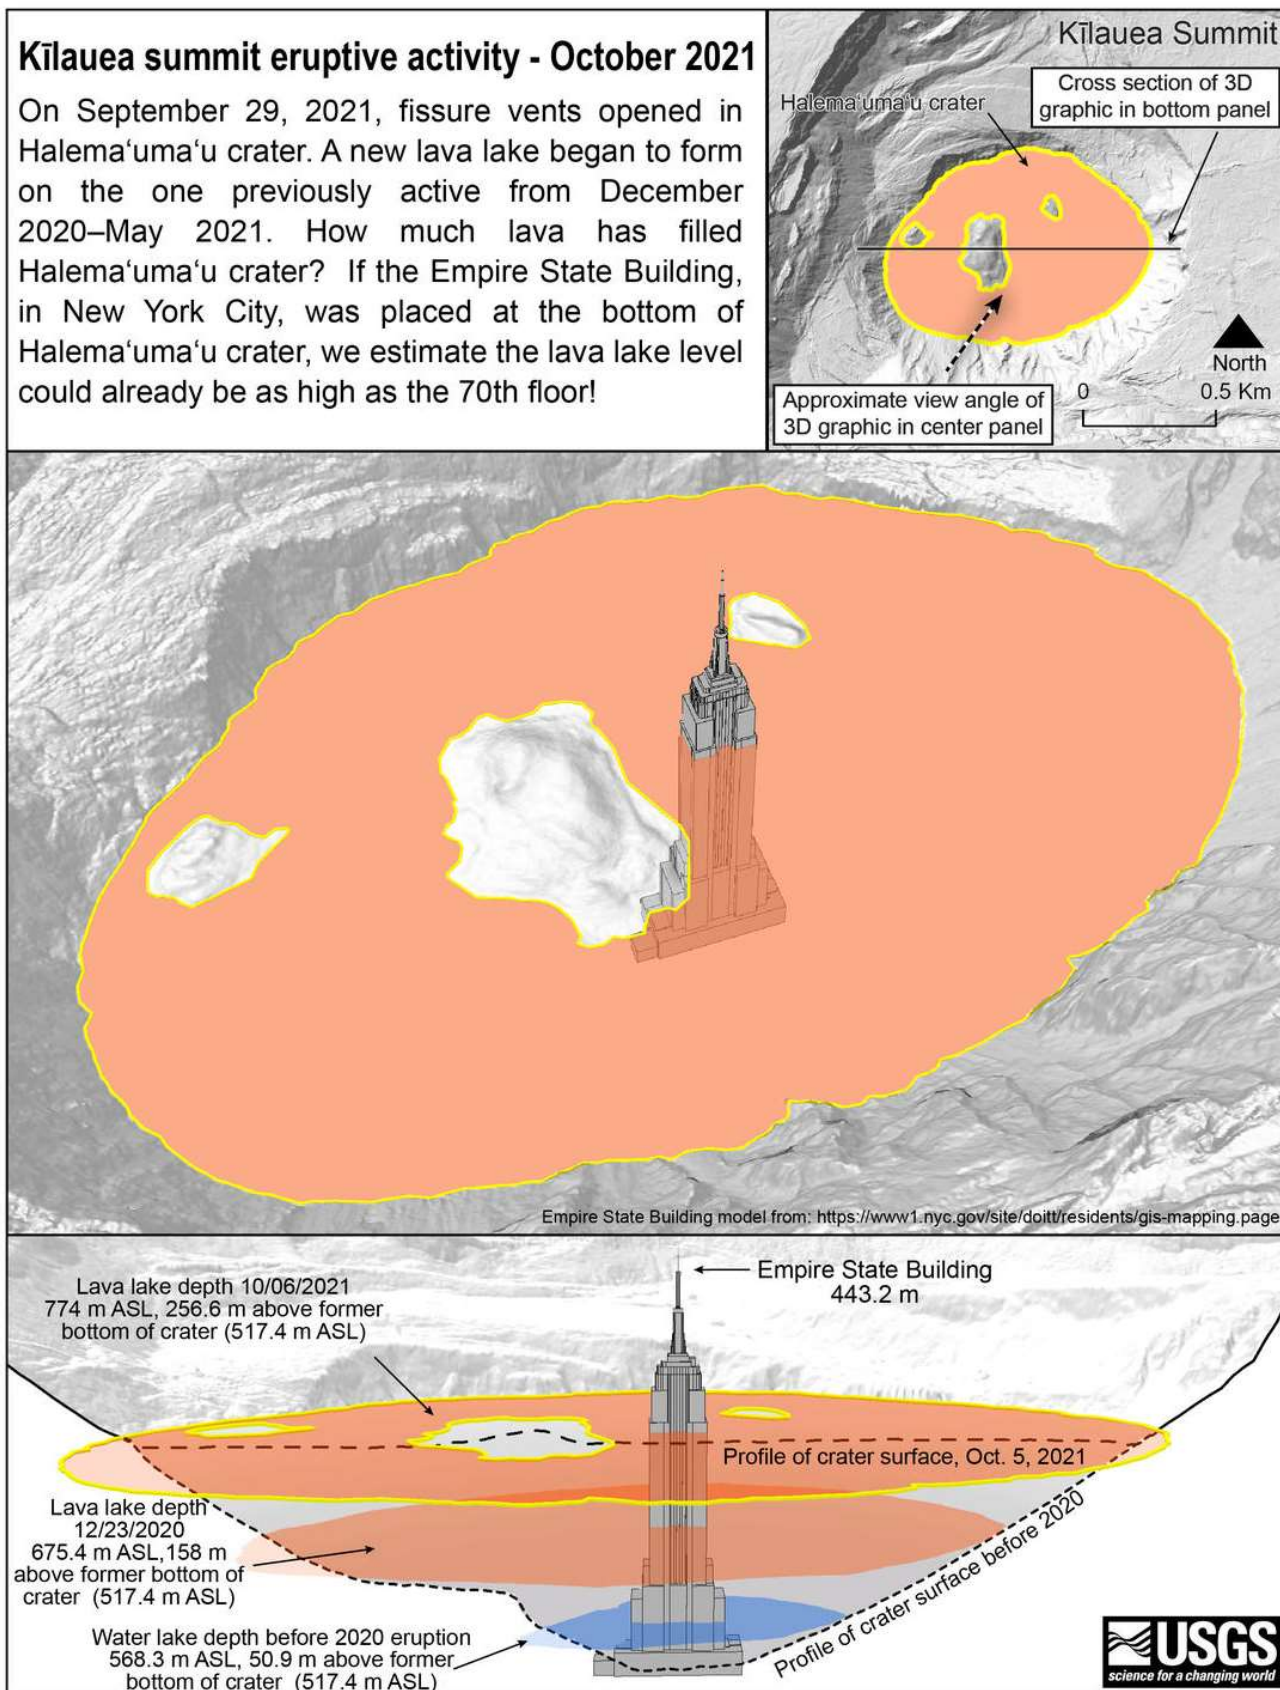 Kīlauea summit eruptive activity - October 2021
On September 29, 2021, fissure vents opened in
Halemaʻumaʻu crater. A new lava lake began to form
on the one previously active from December
2020–May 2021. How much lava has filled
Halemaʻumaʻu crater? If the Empire State Building,
in New York City, was placed at the bottom of
Halemaʻumaʻu crater, we estimate the lava lake level
could already be as high as the 70th floor!
Kīlauea Summit
Cross section of 3D
graphic in bottom panel
Halemaʻumaʻu crater
North
0
0.5 Km
Approximate view angle of
3D graphic in center panel
Empire State Building model from: https://www1.nyc.gov/site/doitt/residents/gis-mapping.page
Lava lake depth 10/06/2021
774 m ASL, 256.6 m above former
bottom of crater (517.4 m ASL)
Empire State Building
443.2 m
Profile of crater surface, Oct. 5, 2021
Lava lake depth
12/23/2020
675.4 m ASL,158 m
above former bottom of
crater (517.4 m ASL)
Profile of crater surface before 2020
Water lake depth before 2020 eruption
568.3 m ASL, 50.9 m above former
bottom of crater (517.4 m ASL)
USGS
science for a changing world